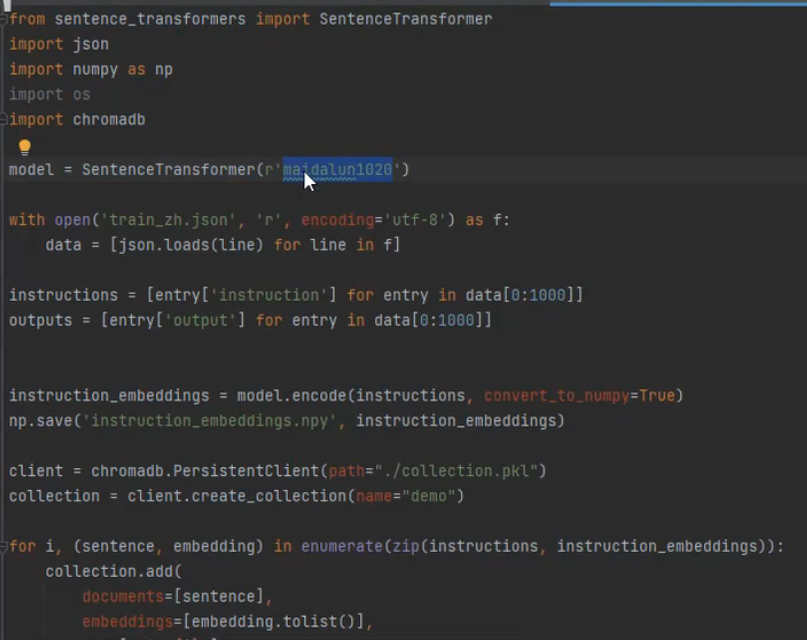 from sentence_transformers import SentenceTransformer
import json
import numpy as np
import os
import chromadb
model = SentenceTransformer(r'maidalun1020')
with open('train_zh.json', 'r', encoding='utf-8') as f:
    data = [json.loads(line) for line in f]
instructions = [entry['instruction'] for entry in data[0:1000]]
outputs = [entry['output'] for entry in data[0:1000]]
instruction_embeddings = model.encode(instructions, convert_to_numpy=True)
np.save('instruction_embeddings.npy', instruction_embeddings)
client = chromadb.PersistentClient(path="./collection.pkl")
collection = client.create_collection(name="demo")
for i, (sentence, embedding) in enumerate(zip(instructions, instruction_embeddings)):
    collection.add(
        documents=[sentence],
        embeddings=[embedding.tolist()],